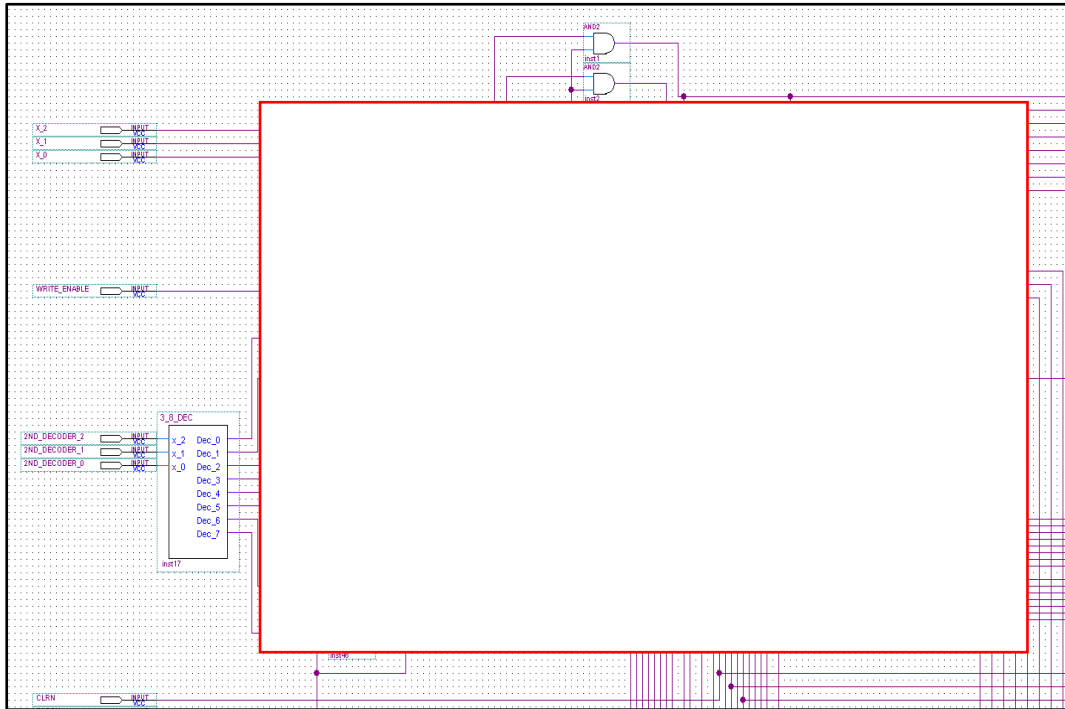 AND2
inst1
AND2
inst2
X_2 INPUT VCC
X_1 INPUT VCC
X_0 INPUT VCC
WRITE_ENABLE INPUT VCC
3_8_DEC
2ND_DECODER_2 INPUT VCC x_2 Dec_0
2ND_DECODER_1 INPUT VCC x_1 Dec_1
2ND_DECODER_0 INPUT VCC x_0 Dec_2
Dec_3
Dec_4
Dec_5
Dec_6
Dec_7
inst17
inst46
CLRN INPUT VCC